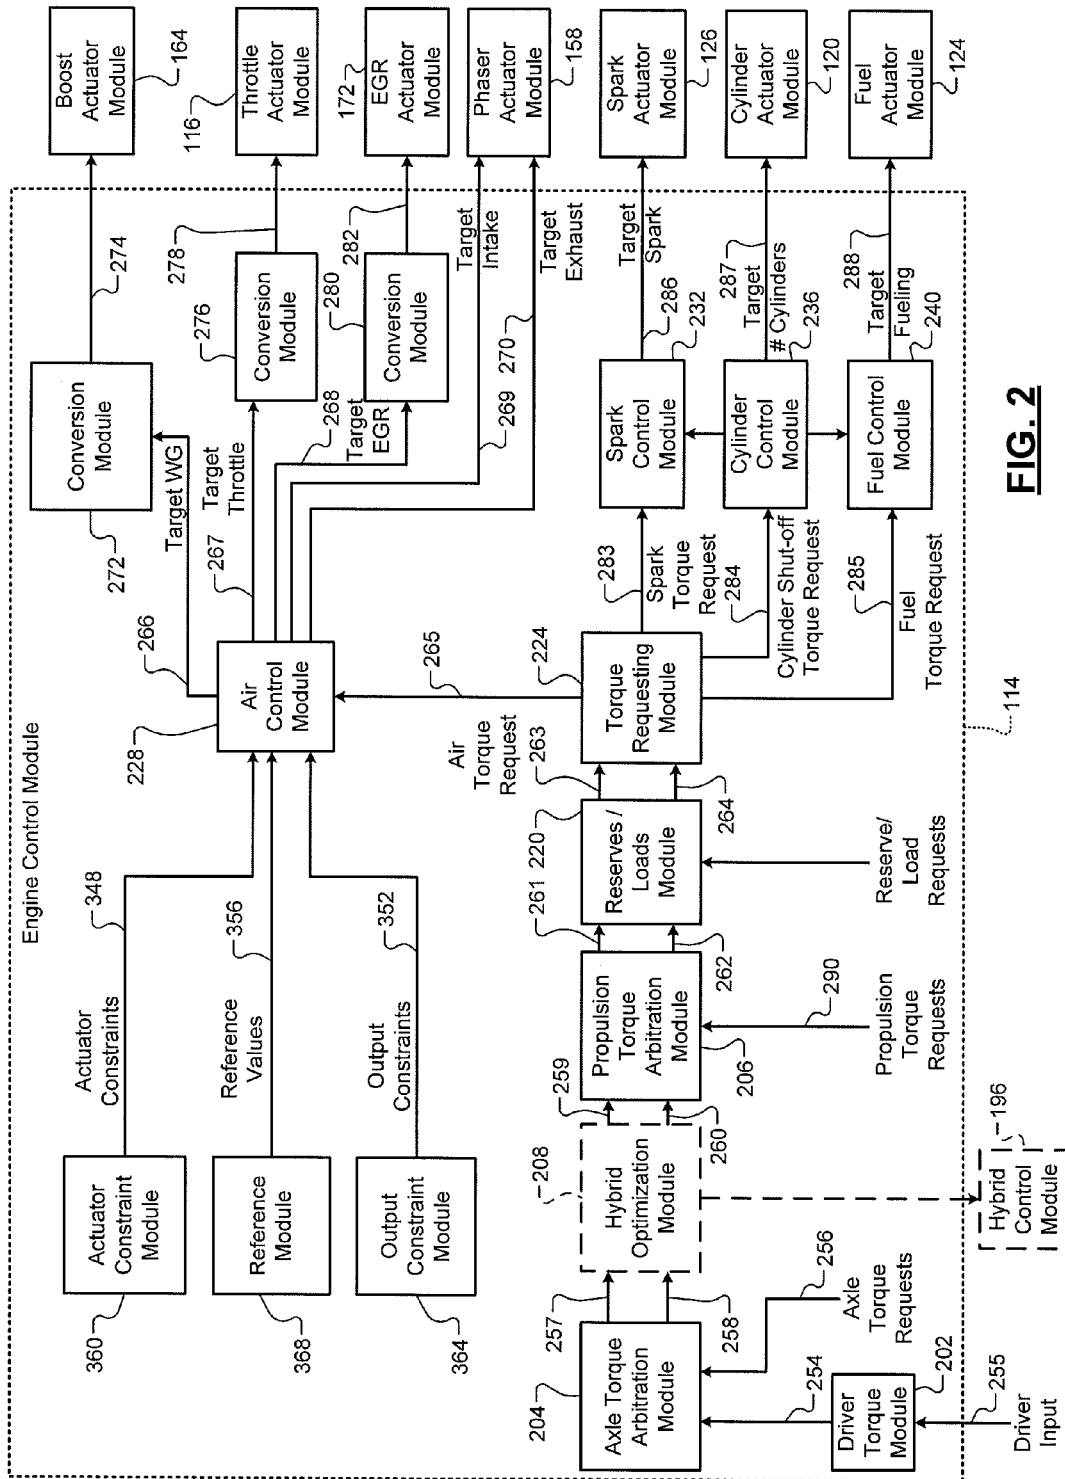 Boost
Actuator
Module
164
116
Throttle
Actuator
Module
172
EGR
Actuator
Module
Phaser
Actuator
Module
158
Spark
Actuator
Module
126
Cylinder
Actuator
Module
120
Fuel
Actuator
Module
124
Engine Control Module
274
278
282
Target
Intake
Target
Exhaust
Target
Spark
287
Target
# Cylinders
288
Target
Fueling
Conversion
Module
272
276
Conversion
Module
280
Conversion
Module
270
269
286
232
236
240
Target WG
Target
Throttle
268
Target
EGR
266
267
Spark
Control
Module
Cylinder
Control
Module
Fuel Control
Module
228
Air
Control
Module
265
283
Spark
Torque
Request
284
Cylinder Shut-off
Torque Request
285
Fuel
Torque Request
224
Torque
Requesting
Module
Air
Torque
Request
263
264
114
348
356
352
Actuator
Constraints
Reference
Values
Output
Constraints
220
Reserves /
Loads
Module
Reserve/
Load
Requests
261
262
Propulsion
Torque
Arbitration
Module
206
290
Propulsion
Torque
Requests
259
260
Actuator
Constraint
Module
360
Reference
Module
368
Output
Constraint
Module
364
208
Hybrid
Optimization
Module
196
Hybrid
Control
Module
257
258
256
Axle
Torque
Requests
204
Axle Torque
Arbitration
Module
254
Driver
Torque
Module
202
255
Driver
Input
FIG. 2